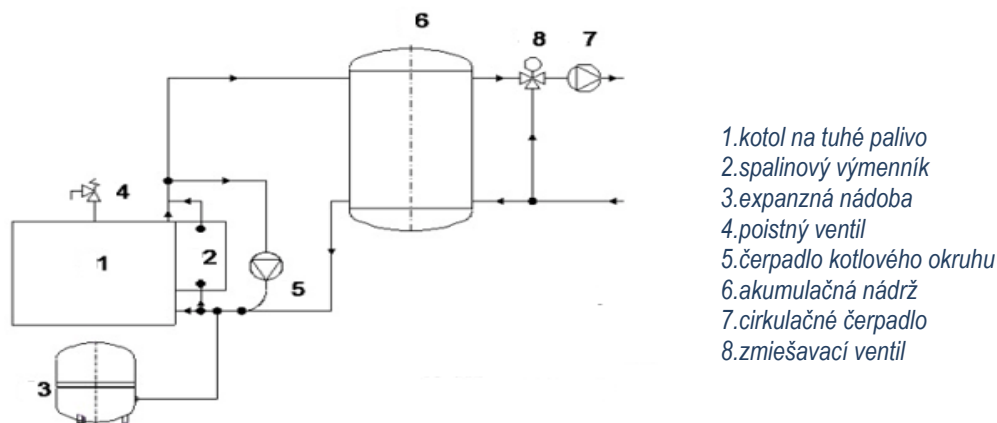 6
8 7
4
1 2
5
3
1.kotol na tuhé palivo
2.spalinový výmenník
3.expanzná nádoba
4.poistný ventil
5.čerpadlo kotlového okruhu
6.akumulačná nádrž
7.cirkulačné čerpadlo
8.zmiešavací ventil